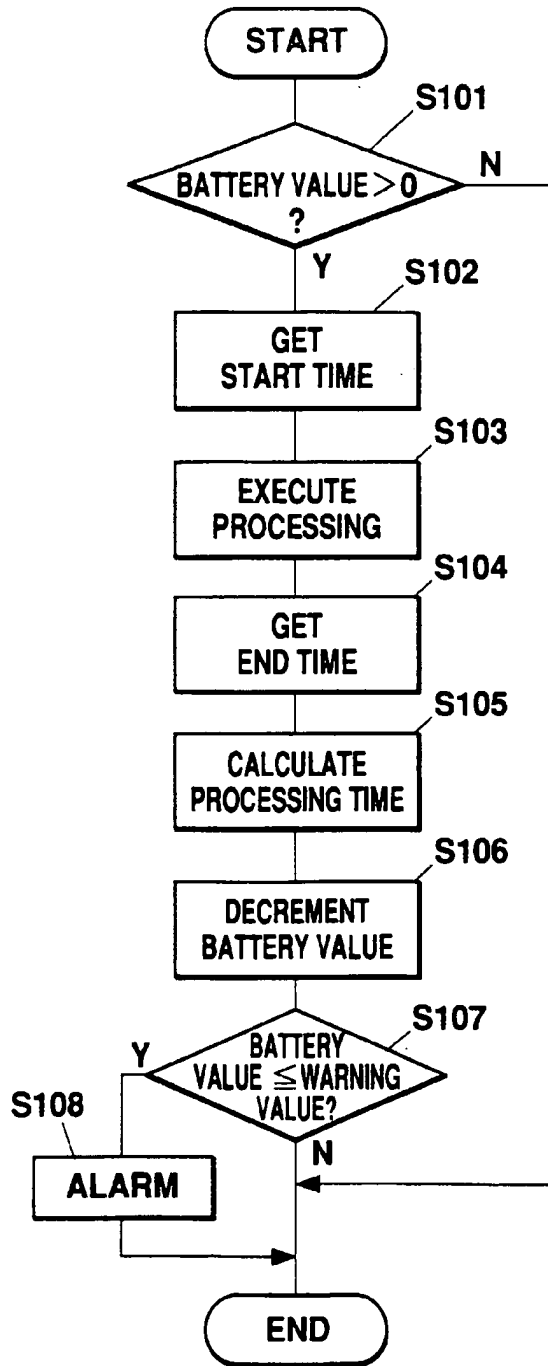 START
S101
BATTERY VALUE > 0
?
N
Y
S102
GET
START TIME
S103
EXECUTE
PROCESSING
S104
GET
END TIME
S105
CALCULATE
PROCESSING TIME
S106
DECREMENT
BATTERY VALUE
S107
BATTERY
VALUE ≦ WARNING
VALUE?
Y
N
S108
ALARM
END